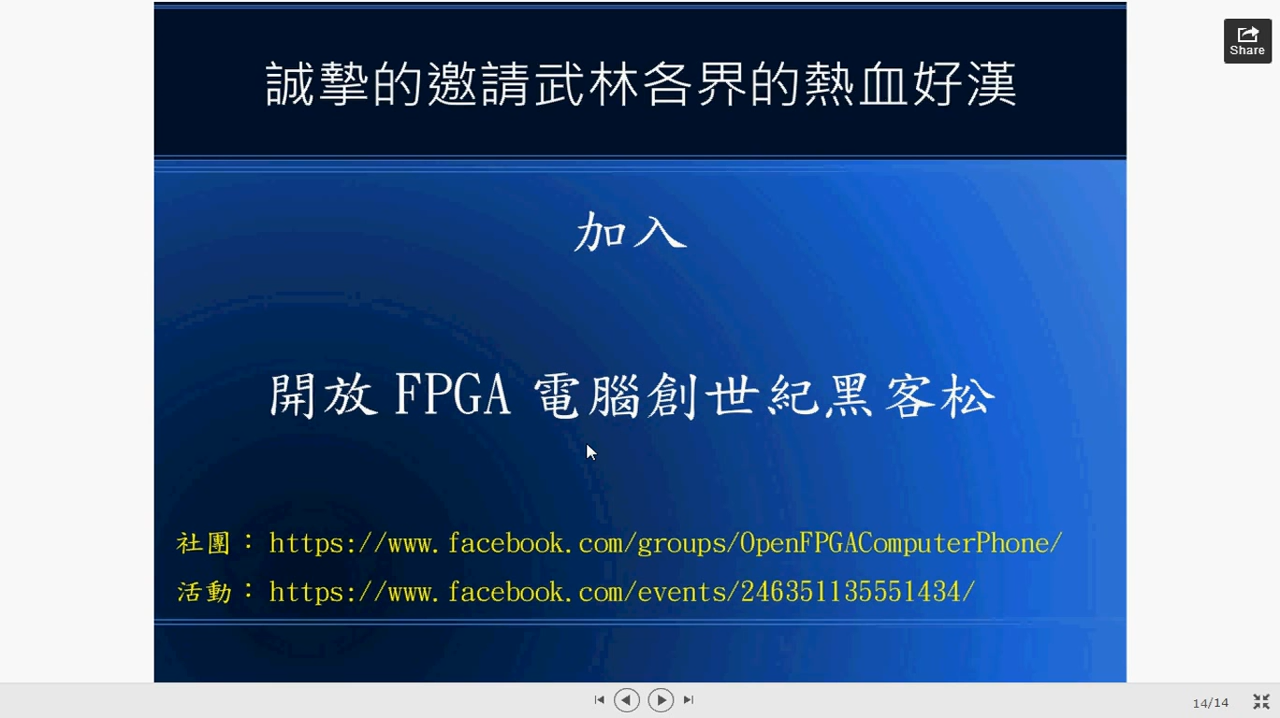 誠摯的邀請武林各界的熱血好漢
Share
加入
開放 FPGA 電腦創世紀黑客松
社團：https://www.facebook.com/groups/OpenFPGAComputerPhone/
活動：https://www.facebook.com/events/246351135551434/
14/14